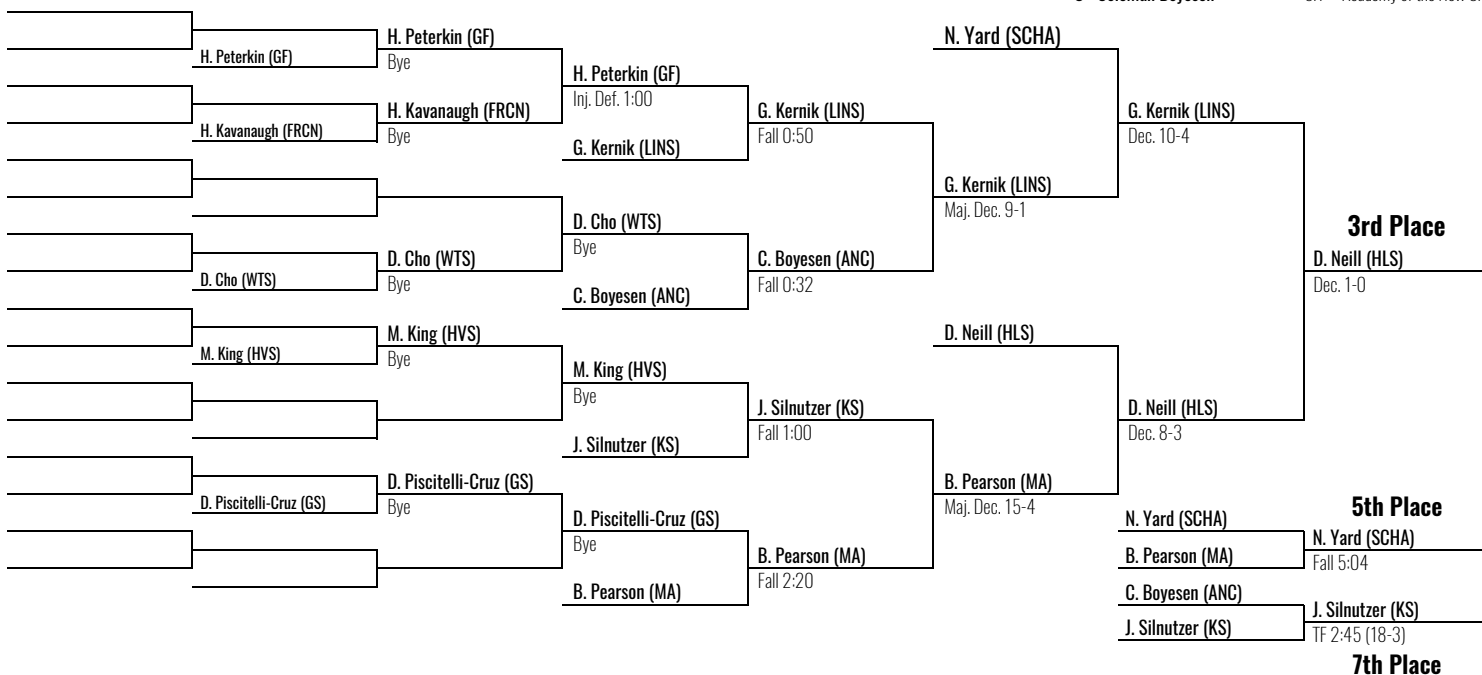 H. Peterkin (GF)
H. Kavanaugh (FRCN)
D. Cho (WTS)
M. King (HVS)
D. Piscitelli-Cruz (GS)
H. Peterkin (GF)
Bye
H. Kavanaugh (FRCN)
Bye
D. Cho (WTS)
Bye
M. King (HVS)
Bye
D. Piscitelli-Cruz (GS)
Bye
H. Peterkin (GF)
Inj. Def. 1:00
G. Kernik (LINS)
D. Cho (WTS)
Bye
C. Boyesen (ANC)
M. King (HVS)
Bye
J. Silnutzer (KS)
D. Piscitelli-Cruz (GS)
Bye
B. Pearson (MA)
G. Kernik (LINS)
Fall 0:50
C. Boyesen (ANC)
Fall 0:32
J. Silnutzer (KS)
Fall 1:00
B. Pearson (MA)
Fall 2:20
N. Yard (SCHA)
G. Kernik (LINS)
Maj. Dec. 9-1
D. Neill (HLS)
B. Pearson (MA)
Maj. Dec. 15-4
G. Kernik (LINS)
Dec. 10-4
D. Neill (HLS)
Dec. 8-3
3rd Place
D. Neill (HLS)
Dec. 1-0
N. Yard (SCHA)
B. Pearson (MA)
5th Place
N. Yard (SCHA)
Fall 5:04
C. Boyesen (ANC)
J. Silnutzer (KS)
J. Silnutzer (KS)
TF 2:45 (18-3)
7th Place